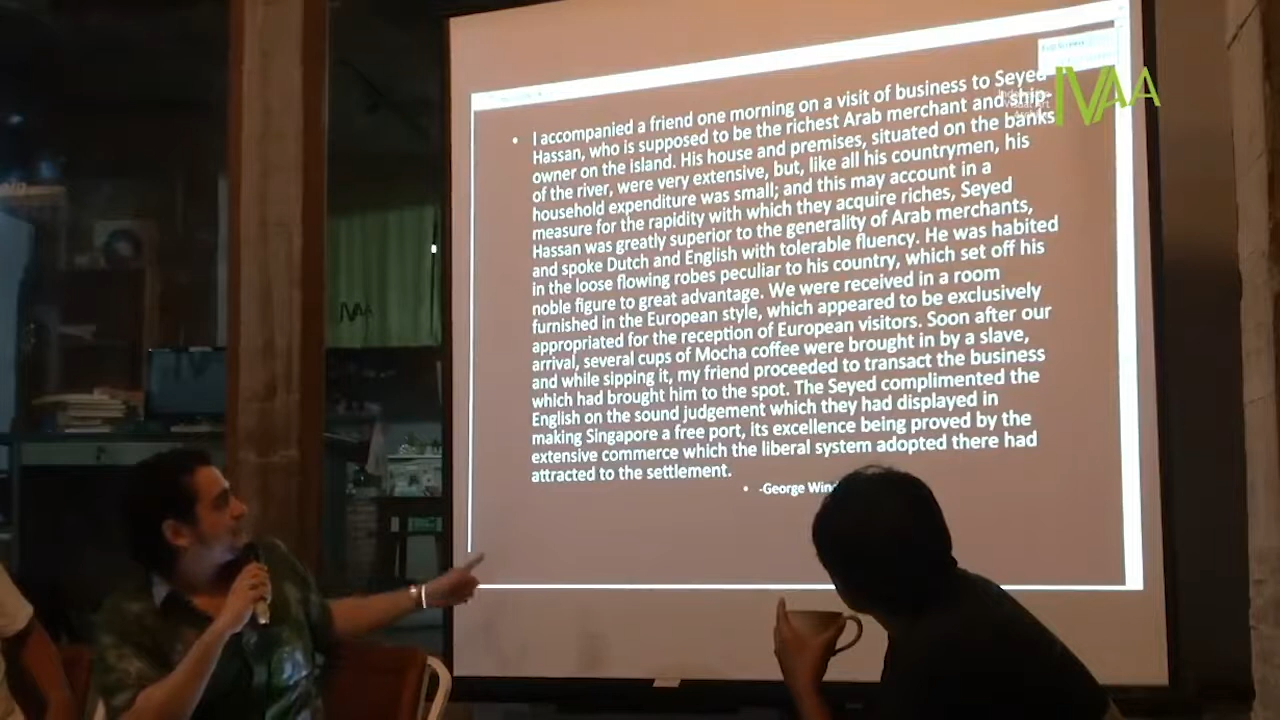 IVAA
• I accompanied a friend one morning on a visit of business to Seyed
Hassan, who is supposed to be the richest Arab merchant and ship-
owner on the island. His house and premises, situated on the banks
of the river, were very extensive, but, like all his countrymen, his
household expenditure was small; and this may account in a
measure for the rapidity with which they acquire riches, Seyed
Hassan was greatly superior to the generality of Arab merchants,
and spoke Dutch and English with tolerable fluency. He was habited
in the loose flowing robes peculiar to his country, which set off his
noble figure to great advantage. We were received in a room
furnished in the European style, which appeared to be exclusively
appropriated for the reception of European visitors. Soon after our
arrival, several cups of Mocha coffee were brought in by a slave,
and while sipping it, my friend proceeded to transact the business
which had brought him to the spot. The Seyed complimented the
English on the sound judgement which they had displayed in
making Singapore a free port, its excellence being proved by the
extensive commerce which the liberal system adopted there had
attracted to the settlement.
• -George
IVAA